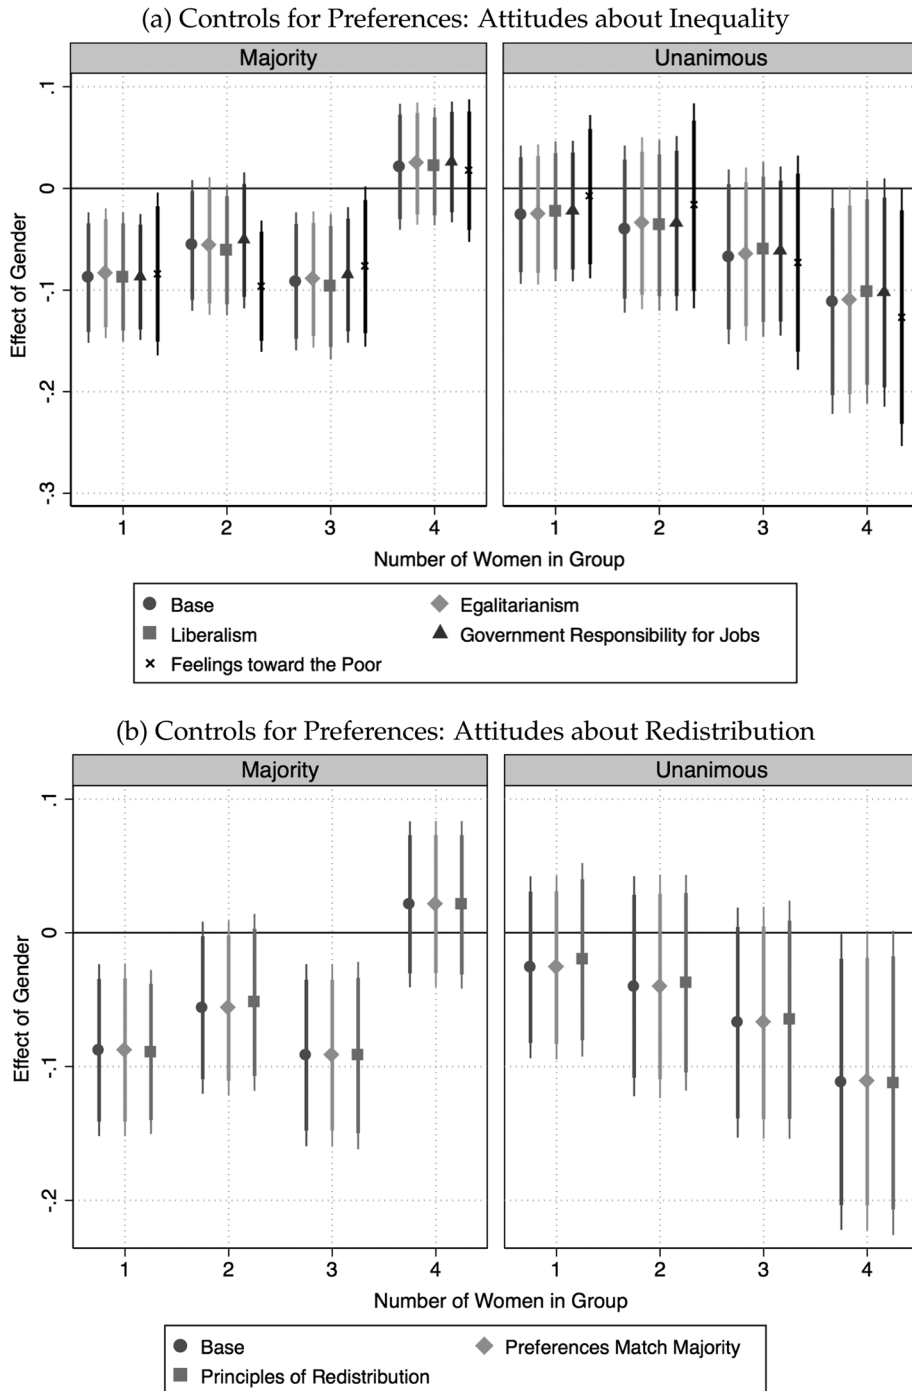 (a) Controls for Preferences: Attitudes about Inequality
Majority
Unanimous
Effect of Gender
.1
0
-.1
-.2
-.3
1 2 3 4
1 2 3 4
Number of Women in Group
Base
Egalitarianism
Liberalism
Government Responsibility for Jobs
Feelings toward the Poor
(b) Controls for Preferences: Attitudes about Redistribution
Majority
Unanimous
Effect of Gender
.1
0
-.1
-.2
1 2 3 4
1 2 3 4
Number of Women in Group
Base
Preferences Match Majority
Principles of Redistribution